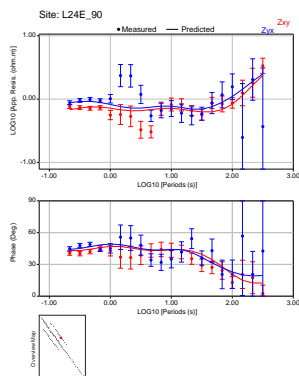 Site: L24E_90
Zxy
Measured Predicted
Zyx
1.00
0.00
-1.00
LOG10 [App. Resis. (ohm.m)]
-1.00 0.00 1.00 2.00 3.00
LOG10 [Periods (s)]
90
60
30
0
Phase (Deg.)
-1.00 0.00 1.00 2.00 3.00
LOG10 [Periods (s)]
Overview Map